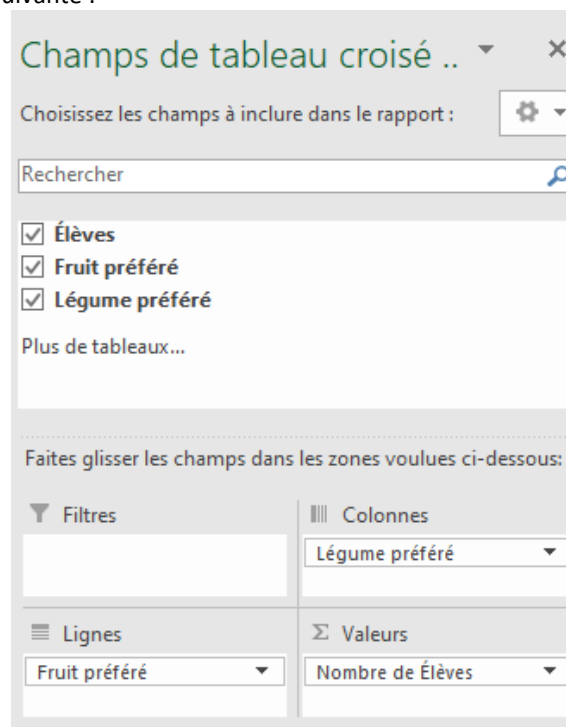 uivante :
Champs de tableau croisé ..
Choisissez les champs à inclure dans le rapport :
Rechercher
Élèves
Fruit préféré
Légume préféré
Plus de tableaux...
Faites glisser les champs dans les zones voulues ci-dessous:
Filtres
Colonnes
Légume préféré
Lignes
Σ Valeurs
Fruit préféré
Nombre de Élèves